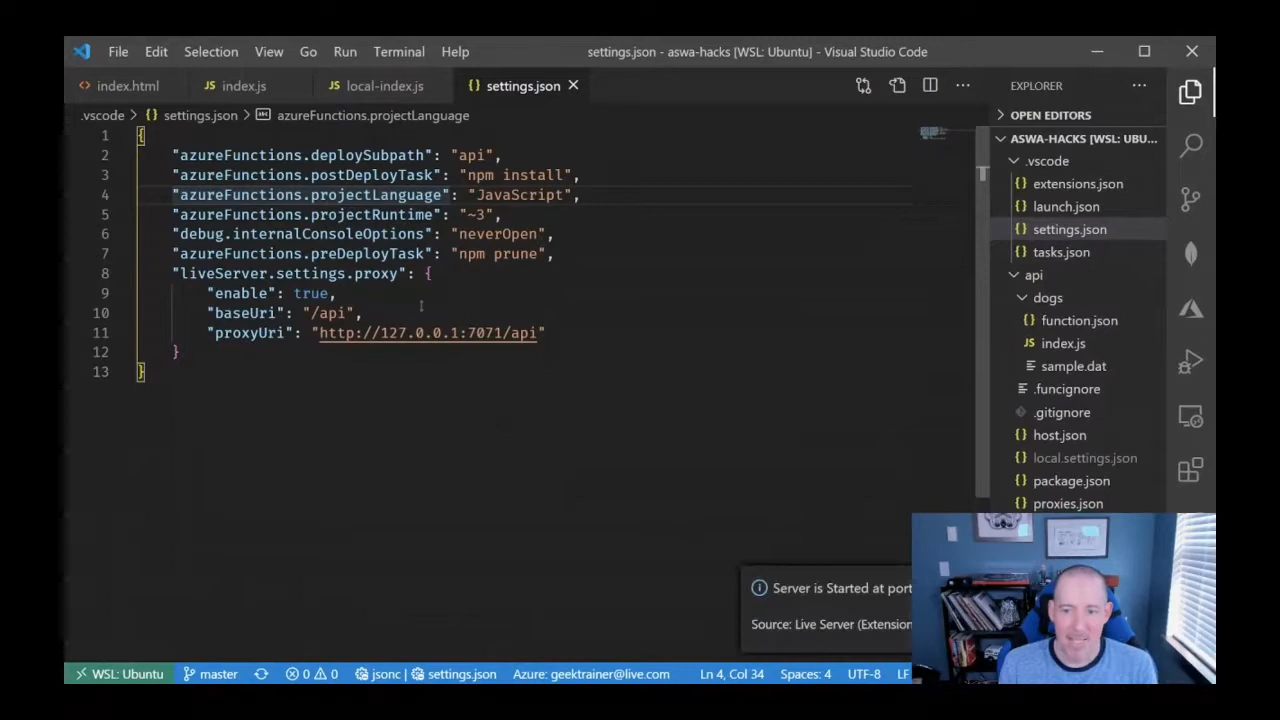 File Edit Selection View Go Run Terminal Help settings.json - aswa-hacks [WSL: Ubuntu] - Visual Studio Code
index.html JS index.js JS local-index.js {} settings.json
EXPLORER
.vscode > {} settings.json > azureFunctions.projectLanguage
OPEN EDITORS
ASWA-HACKS [WSL: UBU...
.vscode
extensions.json
launch.json
settings.json
tasks.json
api
dogs
function.json
JS index.js
sample.dat
.funcignore
.gitignore
host.json
local.settings.json
package.json
proxies.json
1 {
2 "azureFunctions.deploySubpath": "api",
3 "azureFunctions.postDeployTask": "npm install",
4 "azureFunctions.projectLanguage": "JavaScript",
5 "azureFunctions.projectRuntime": "~3",
6 "debug.internalConsoleOptions": "neverOpen",
7 "azureFunctions.preDeployTask": "npm prune",
8 "liveServer.settings.proxy": {
9 "enable": true,
10 "baseUri": "/api",
11 "proxyUri": "http://127.0.0.1:7071/api"
12 }
13 }
Server is Started at port
Source: Live Server (Extension
WSL: Ubuntu master 0 0 jsonc | settings.json Azure: geektrainer@live.com Ln 4, Col 34 Spaces: 4 UTF-8 LF